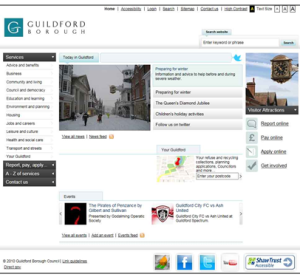 Home | Accessibility | Login | Search | Sitemap | Contact us | High Contrast Text Size A A
GUILDFORD
BOROUGH
Search website
Enter keyword or phrase
Search
Services
Advice and benefits
Business
Community and living
Council and democracy
Education and learning
Environment and planning
Housing
Jobs and careers
Leisure and culture
Health and social care
Transport and streets
Your Guildford
Report, pay, apply...
A - Z of services
Contact us
Today in Guildford
Preparing for winter
Information and advice to help before and during severe weather.
Preparing for winter
The Queen's Diamond Jubilee
Children's holiday activities
Follow us on twitter
View all news | News feed
Your Guildford
Your refuse and recycling collections, planning applications, councillors and more...
Enter your postcode
Events
The Pirates of Penzance by Gilbert and Sullivan
Presented by Godalming Operatic Society
Guildford City FC vs Ash United
Guildford City FC vs Ash United at Guildford Spectrum.
View all events | Add an event | Events feed
Visitor Attractions
Report online
Pay online
Apply online
Get involved
Guildford Borough Council | Link guidelines
Direct gov
YouTube
ShawTrust
Accessible